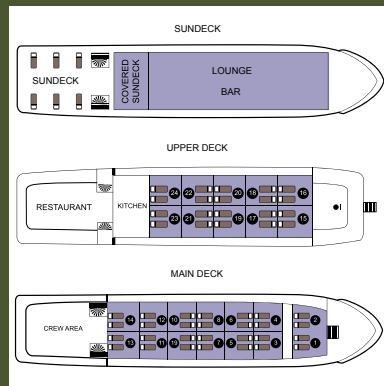 SUNDECK
SUNDECK
COVERED
SUNDECK
LOUNGE
BAR
UPPER DECK
RESTAURANT
KITCHEN
24 22 20 18 16
23 21 19 17 15
MAIN DECK
CREW AREA
14 12 10 8 6 4 2
13 11 19 7 5 3 1